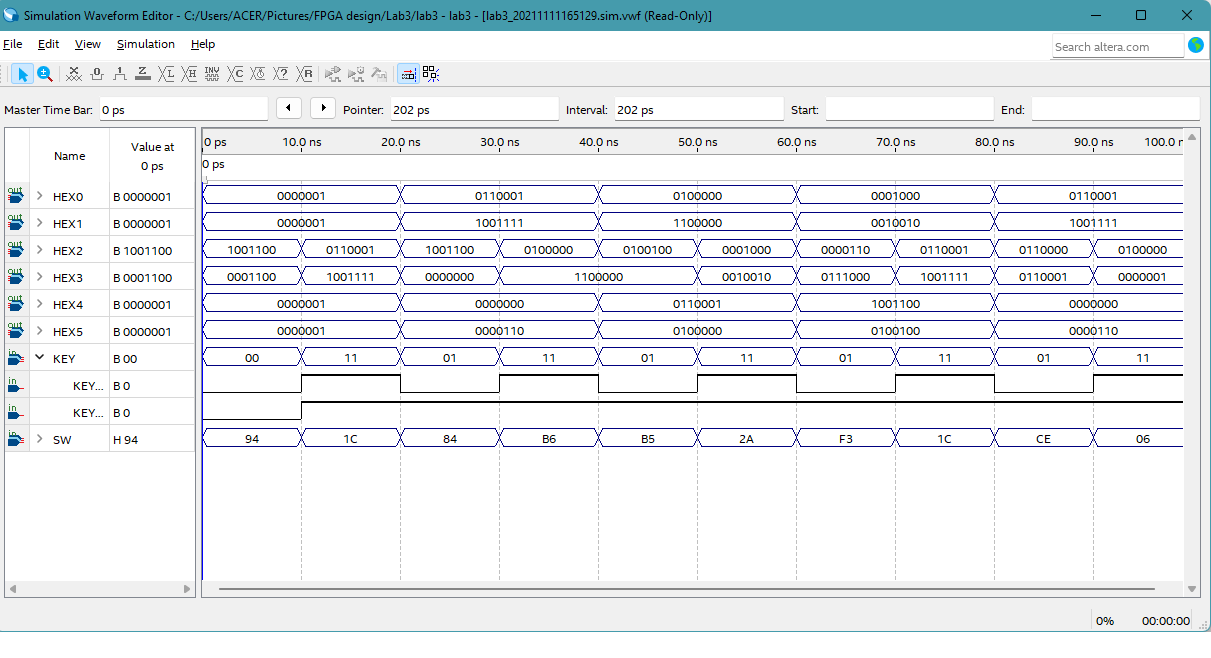 Simulation Waveform Editor - C:/Users/ACER/Pictures/FPGA design/Lab3/lab3 - lab3 - [lab3_20211111165129.sim.vwf (Read-Only)]
File Edit View Simulation Help
Search altera.com
Master Time Bar: 0 ps Pointer: 202 ps Interval: 202 ps Start: End:
Name Value at 0 ps
0 ps 10.0 ns 20.0 ns 30.0 ns 40.0 ns 50.0 ns 60.0 ns 70.0 ns 80.0 ns 90.0 ns 100.0 n
0 ps
HEX0 B 0000001 0000001 0110001 0100000 0001000 0110001
HEX1 B 0000001 0000001 1001111 1100000 0010010 1001111
HEX2 B 1001100 1001100 0110001 1001100 0100000 0100100 0001000 0000110 0110001 0110000 0100000
HEX3 B 0001100 0001100 1001111 0000000 1100000 0010010 0111000 1001111 0110001 0000001
HEX4 B 0000001 0000001 0000000 0110001 1001100 0000000
HEX5 B 0000001 0000001 0000110 0100000 0100100 0000110
KEY B 00 00 11 01 11 01 11 01 11 01 11
KEY... B 0
KEY... B 0
SW H 94 94 1C 84 B6 B5 2A F3 1C CE 06
0% 00:00:00